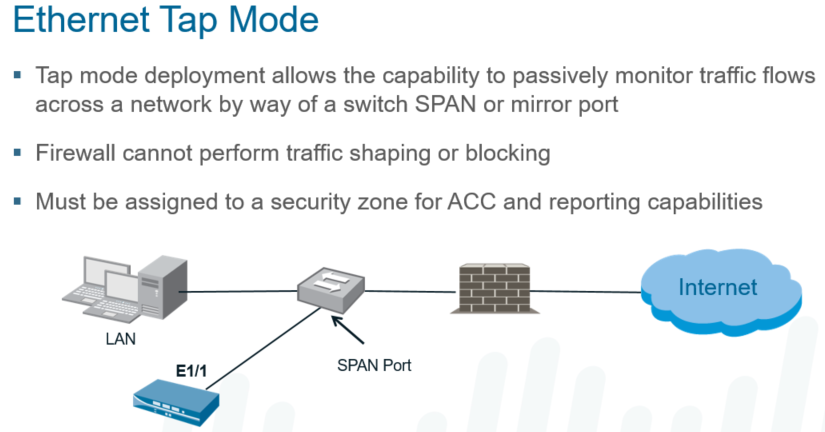 Ethernet Tap Mode
▪ Tap mode deployment allows the capability to passively monitor traffic flows
across a network by way of a switch SPAN or mirror port
▪ Firewall cannot perform traffic shaping or blocking
▪ Must be assigned to a security zone for ACC and reporting capabilities
Internet
LAN
SPAN Port
E1/1